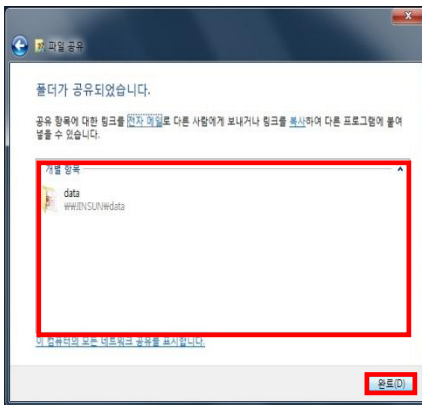 파일 공유
폴더가 공유되었습니다.
공유 항목에 대한 링크를 전자 메일로 다른 사람에게 보내거나 링크를 복사하여 다른 프로그램에 붙여
넣을 수 있습니다.
개별 항목
data
₩₩JINSUN₩data
이 컴퓨터의 모든 네트워크 공유를 표시합니다.
완료(D)